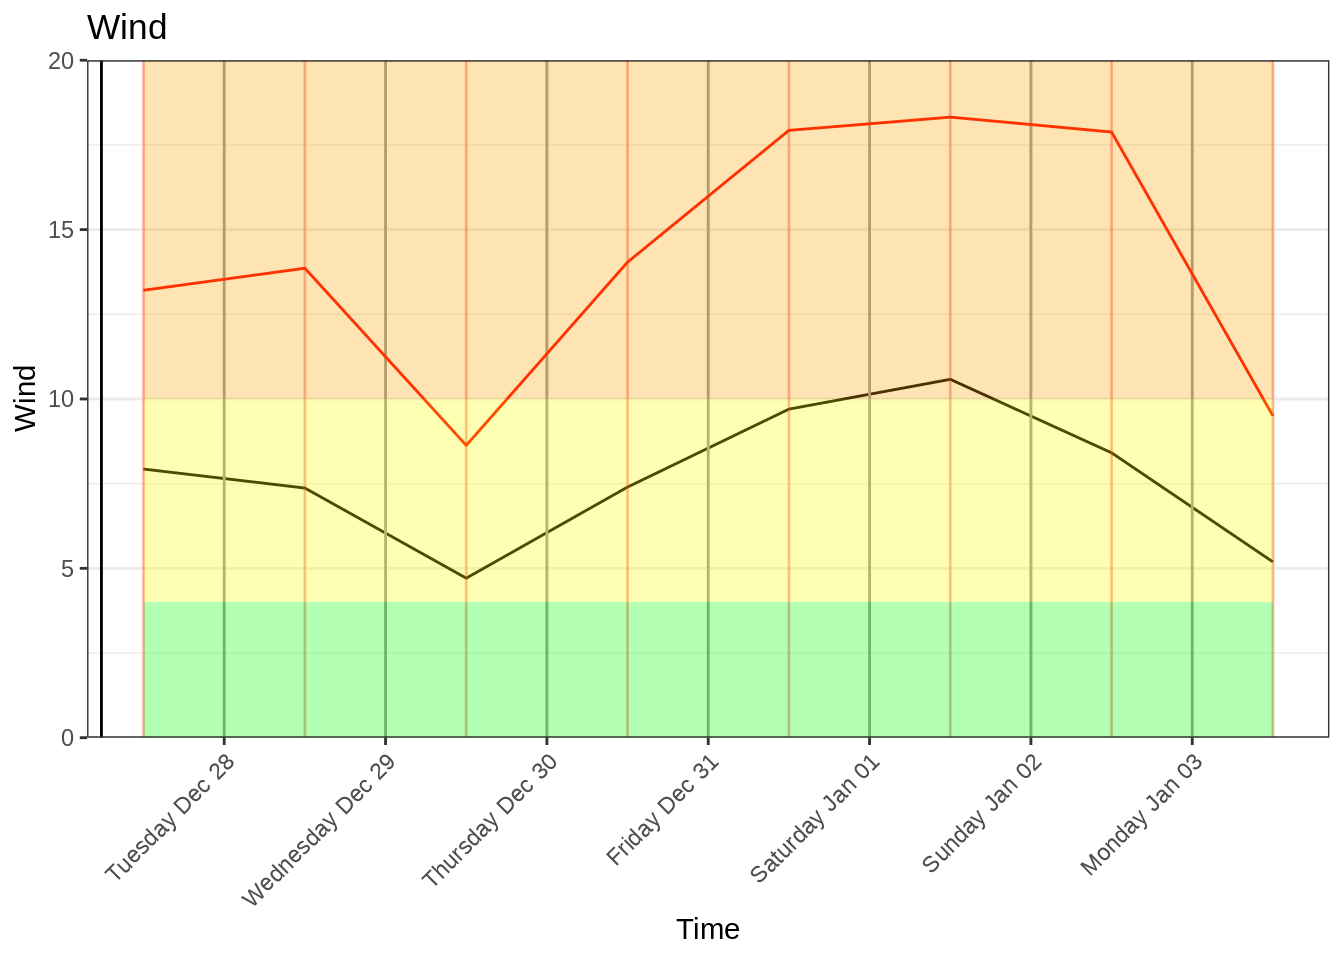 Wind
20
15
10
5
0
Wind
Tuesday Dec 28
Wednesday Dec 29
Thursday Dec 30
Friday Dec 31
Saturday Jan 01
Sunday Jan 02
Monday Jan 03
Time